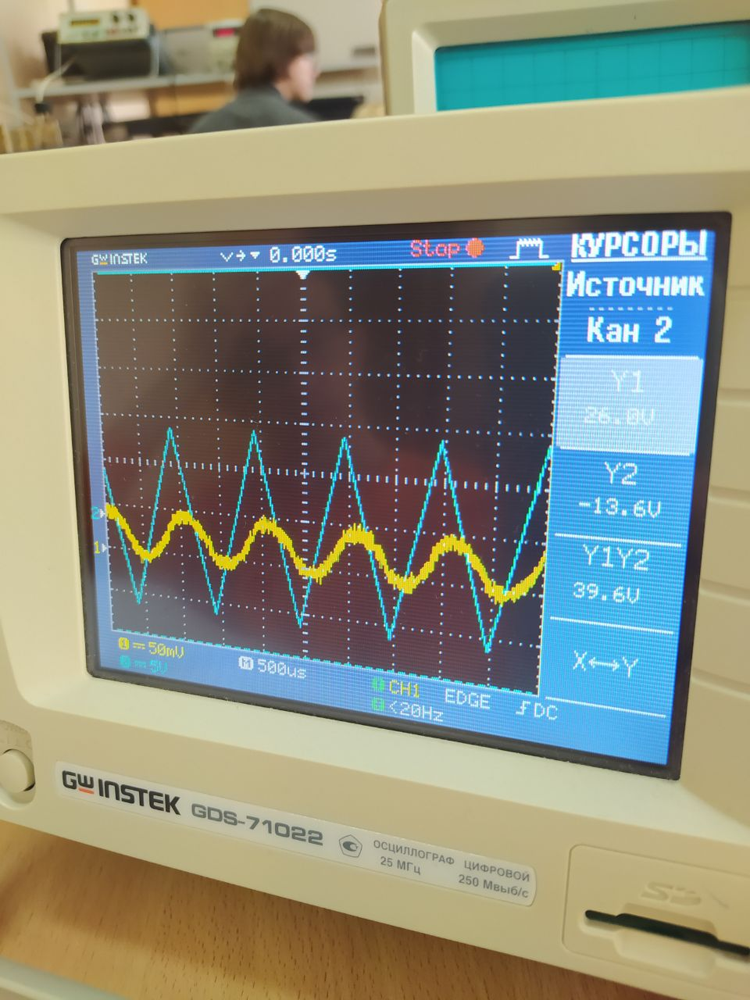 GW INSTEK
0.000s
Stop
КУРСОРЫ
Источник
Кан 2
Y1
26.0V
Y2
-13.6V
Y1Y2
39.6V
X↔Y
2
1
1 50mV
2 5V
M 500us
CH1
EDGE
DC
<20Hz
GW INSTEK GDS-71022
ОСЦИЛЛОГРАФ ЦИФРОВОЙ
25 МГц 250 Мвыб/с
SD